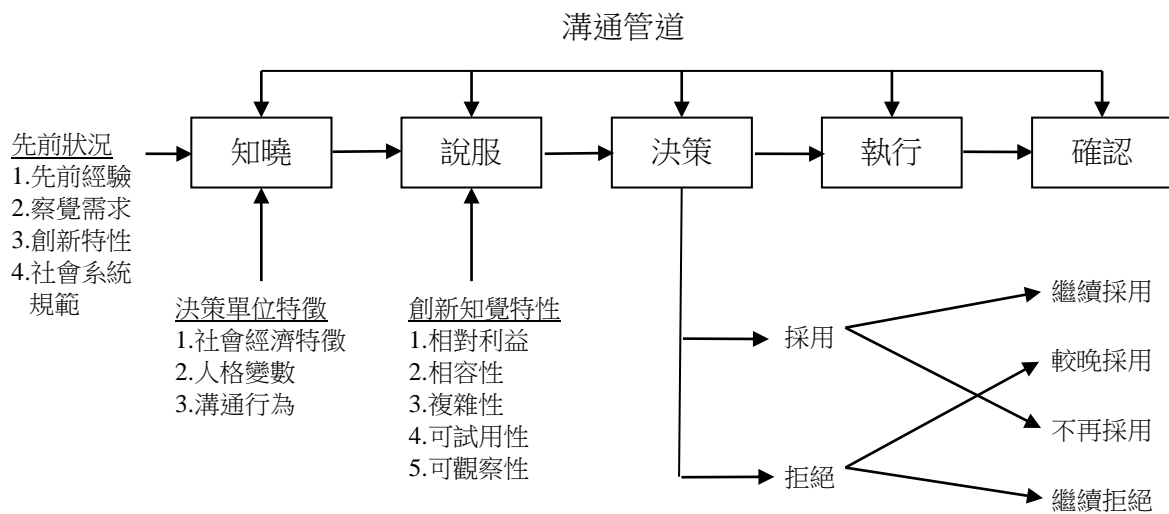 溝通管道
知曉
說服
決策
執行
確認
先前狀況
1.先前經驗
2.察覺需求
3.創新特性
4.社會系統
規範
決策單位特徵
1.社會經濟特徵
2.人格變數
3.溝通行為
創新知覺特性
1.相對利益
2.相容性
3.複雜性
4.可試用性
5.可觀察性
採用
拒絕
繼續採用
較晚採用
不再採用
繼續拒絕